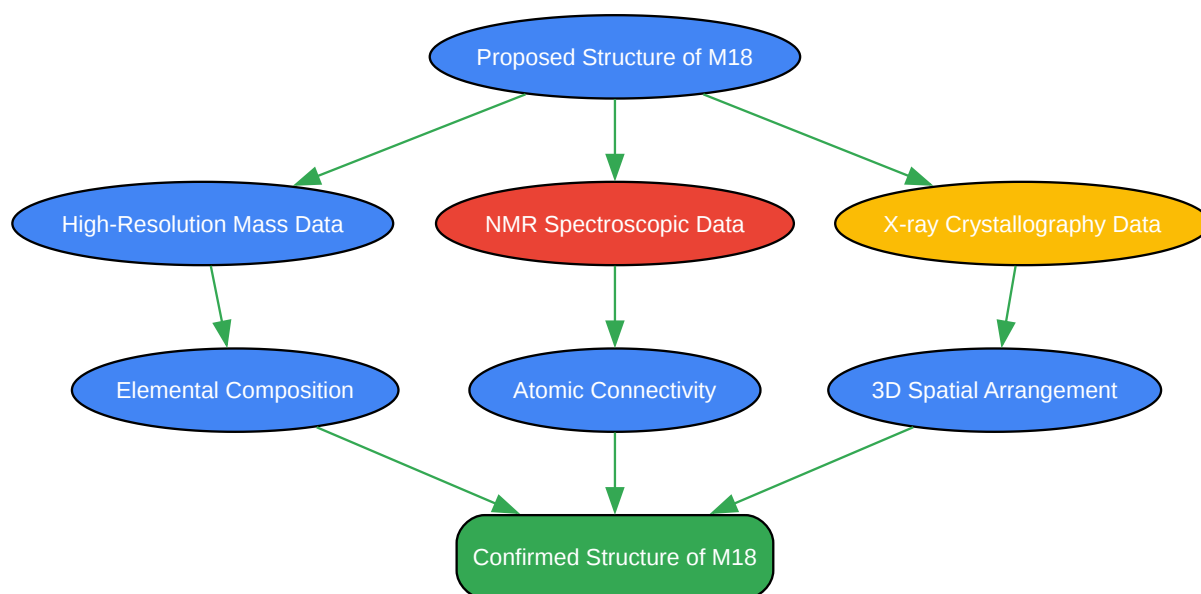 Proposed Structure of M18
High-Resolution Mass Data
NMR Spectroscopic Data
X-ray Crystallography Data
Elemental Composition
Atomic Connectivity
3D Spatial Arrangement
Confirmed Structure of M18